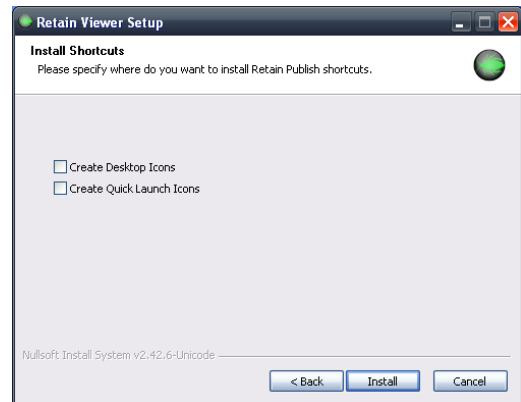 Retain Viewer Setup
Install Shortcuts
Please specify where do you want to install Retain Publish shortcuts.
Create Desktop Icons
Create Quick Launch Icons
Nullsoft Install System v2.42.6-Unicode
< Back Install Cancel